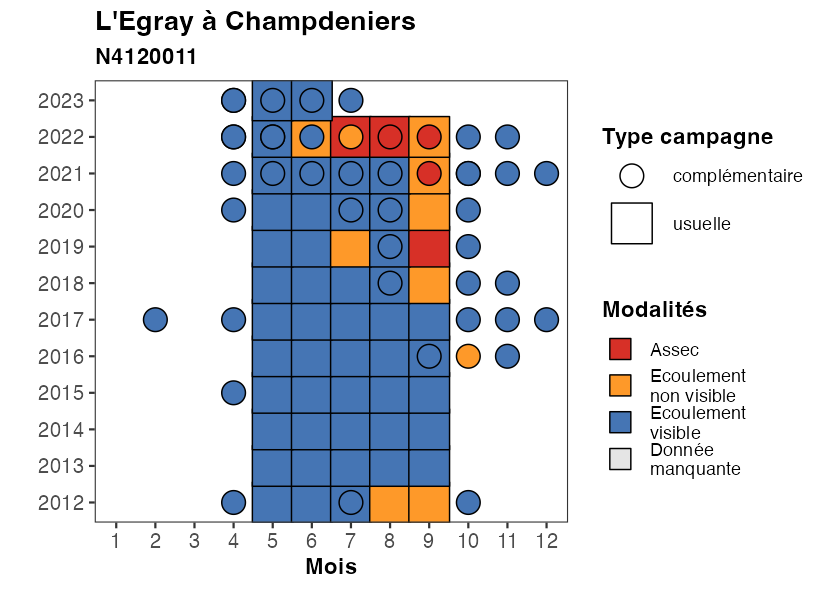 L'Egray à Champdeniers
N4120011
2023
2022
2021
2020
2019
2018
2017
2016
2015
2014
2013
2012
1 2 3 4 5 6 7 8 9 10 11 12
Mois
Type campagne
complémentaire
usuelle
Modalités
Assec
Ecoulement
non visible
Ecoulement
visible
Donnée
manquante